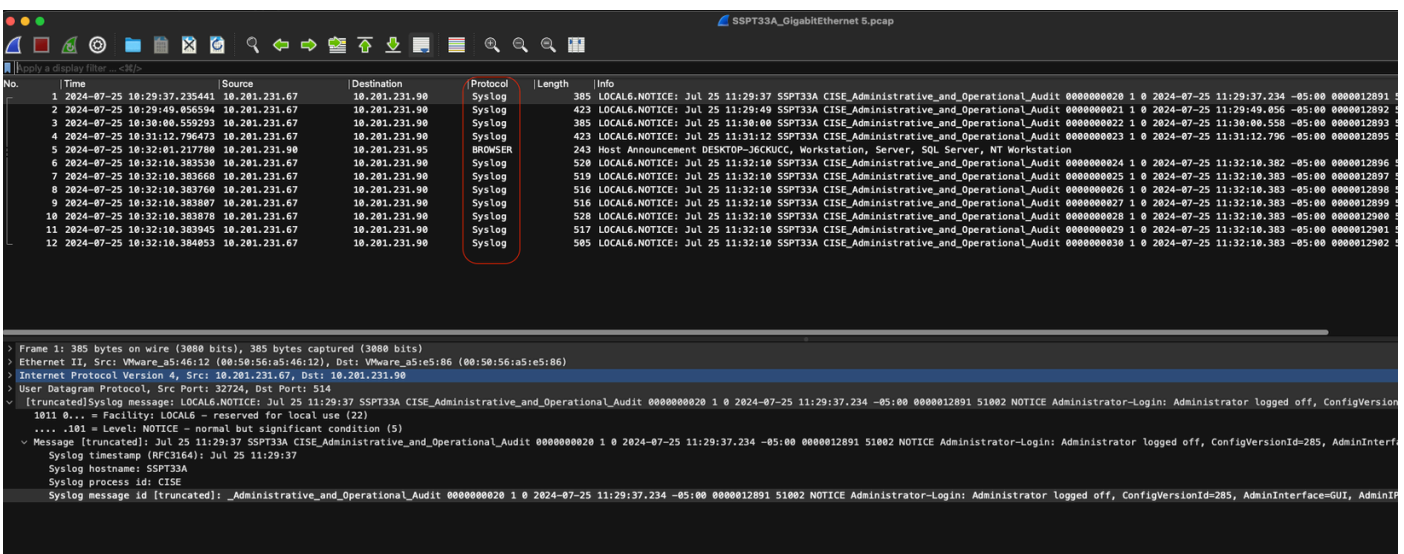 SSPT33A_GigabitEthernet 5.pcap
Apply a display filter ... <⌘/>
No. Time Source Destination Protocol Length Info
1 2024-07-25 10:29:37.235441 10.201.231.67 10.201.231.90 Syslog 385 LOCAL6.NOTICE: Jul 25 11:29:37 SSPT33A CISE_Administrative_and_Operational_Audit 0000000020 1 0 2024-07-25 11:29:37.234 -05:00 0000012891 5
2 2024-07-25 10:29:49.056594 10.201.231.67 10.201.231.90 Syslog 423 LOCAL6.NOTICE: Jul 25 11:29:49 SSPT33A CISE_Administrative_and_Operational_Audit 0000000021 1 0 2024-07-25 11:29:49.056 -05:00 0000012892 5
3 2024-07-25 10:30:00.559293 10.201.231.67 10.201.231.90 Syslog 385 LOCAL6.NOTICE: Jul 25 11:30:00 SSPT33A CISE_Administrative_and_Operational_Audit 0000000022 1 0 2024-07-25 11:30:00.558 -05:00 0000012893 5
4 2024-07-25 10:31:12.796473 10.201.231.67 10.201.231.90 Syslog 423 LOCAL6.NOTICE: Jul 25 11:31:12 SSPT33A CISE_Administrative_and_Operational_Audit 0000000023 1 0 2024-07-25 11:31:12.796 -05:00 0000012895 5
5 2024-07-25 10:32:01.217780 10.201.231.90 10.201.231.95 BROWSER 243 Host Announcement DESKTOP-J6CKUCC, Workstation, Server, SQL Server, NT Workstation
6 2024-07-25 10:32:10.383530 10.201.231.67 10.201.231.90 Syslog 520 LOCAL6.NOTICE: Jul 25 11:32:10 SSPT33A CISE_Administrative_and_Operational_Audit 0000000024 1 0 2024-07-25 11:32:10.382 -05:00 0000012896 5
7 2024-07-25 10:32:10.383668 10.201.231.67 10.201.231.90 Syslog 519 LOCAL6.NOTICE: Jul 25 11:32:10 SSPT33A CISE_Administrative_and_Operational_Audit 0000000025 1 0 2024-07-25 11:32:10.383 -05:00 0000012897 5
8 2024-07-25 10:32:10.383760 10.201.231.67 10.201.231.90 Syslog 516 LOCAL6.NOTICE: Jul 25 11:32:10 SSPT33A CISE_Administrative_and_Operational_Audit 0000000026 1 0 2024-07-25 11:32:10.383 -05:00 0000012898 5
9 2024-07-25 10:32:10.383807 10.201.231.67 10.201.231.90 Syslog 516 LOCAL6.NOTICE: Jul 25 11:32:10 SSPT33A CISE_Administrative_and_Operational_Audit 0000000027 1 0 2024-07-25 11:32:10.383 -05:00 0000012899 5
10 2024-07-25 10:32:10.383878 10.201.231.67 10.201.231.90 Syslog 528 LOCAL6.NOTICE: Jul 25 11:32:10 SSPT33A CISE_Administrative_and_Operational_Audit 0000000028 1 0 2024-07-25 11:32:10.383 -05:00 0000012900 5
11 2024-07-25 10:32:10.383945 10.201.231.67 10.201.231.90 Syslog 517 LOCAL6.NOTICE: Jul 25 11:32:10 SSPT33A CISE_Administrative_and_Operational_Audit 0000000029 1 0 2024-07-25 11:32:10.383 -05:00 0000012901 5
12 2024-07-25 10:32:10.384053 10.201.231.67 10.201.231.90 Syslog 505 LOCAL6.NOTICE: Jul 25 11:32:10 SSPT33A CISE_Administrative_and_Operational_Audit 0000000030 1 0 2024-07-25 11:32:10.383 -05:00 0000012902 5
Frame 1: 385 bytes on wire (3080 bits), 385 bytes captured (3080 bits)
Ethernet II, Src: VMware_a5:46:12 (00:50:56:a5:46:12), Dst: VMware_a5:e5:86 (00:50:56:a5:e5:86)
Internet Protocol Version 4, Src: 10.201.231.67, Dst: 10.201.231.90
User Datagram Protocol, Src Port: 32724, Dst Port: 514
[truncated]Syslog message: LOCAL6.NOTICE: Jul 25 11:29:37 SSPT33A CISE_Administrative_and_Operational_Audit 0000000020 1 0 2024-07-25 11:29:37.234 -05:00 0000012891 51002 NOTICE Administrator-Login: Administrator logged off, ConfigVersion
1011 0... = Facility: LOCAL6 - reserved for local use (22)
.... .101 = Level: NOTICE - normal but significant condition (5)
Message [truncated]: Jul 25 11:29:37 SSPT33A CISE_Administrative_and_Operational_Audit 0000000020 1 0 2024-07-25 11:29:37.234 -05:00 0000012891 51002 NOTICE Administrator-Login: Administrator logged off, ConfigVersionId=285, AdminInterfa
Syslog timestamp (RFC3164): Jul 25 11:29:37
Syslog hostname: SSPT33A
Syslog process id: CISE
Syslog message id [truncated]: _Administrative_and_Operational_Audit 0000000020 1 0 2024-07-25 11:29:37.234 -05:00 0000012891 51002 NOTICE Administrator-Login: Administrator logged off, ConfigVersionId=285, AdminInterface=GUI, AdminIP